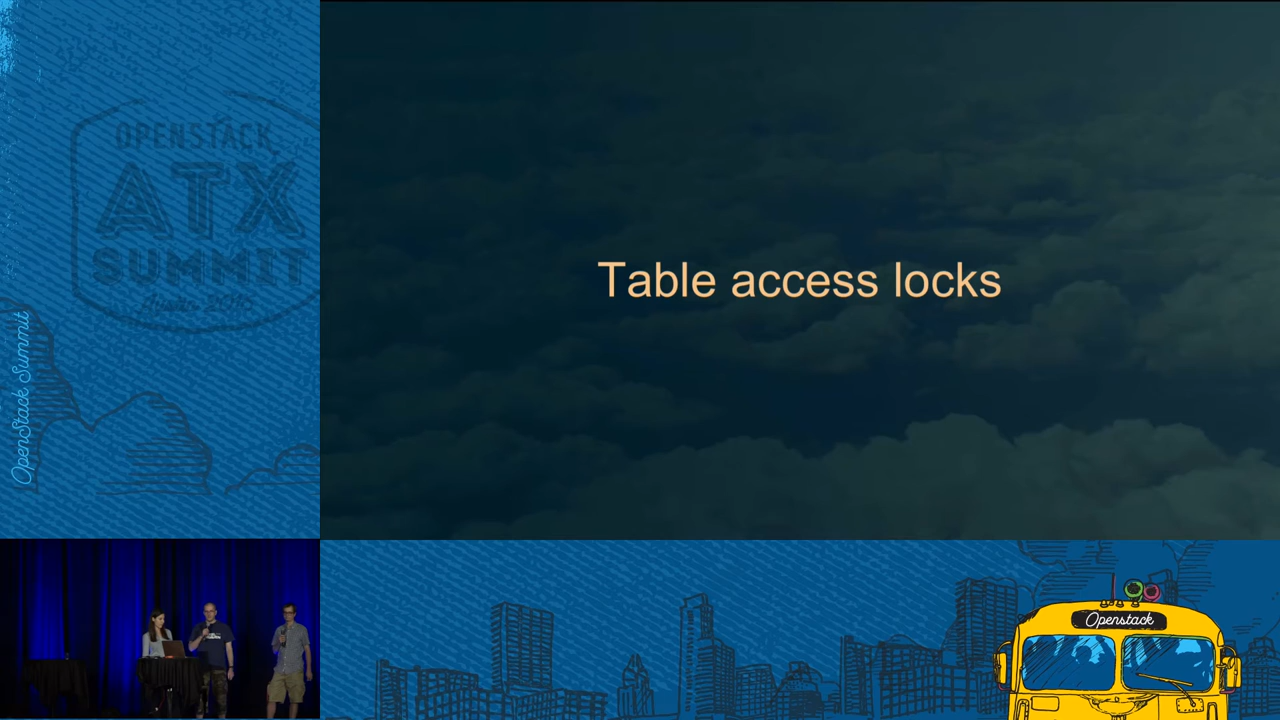 OPENSTACK
ATX
SUMMIT
OpenStack Summit
Table access locks
Openstack